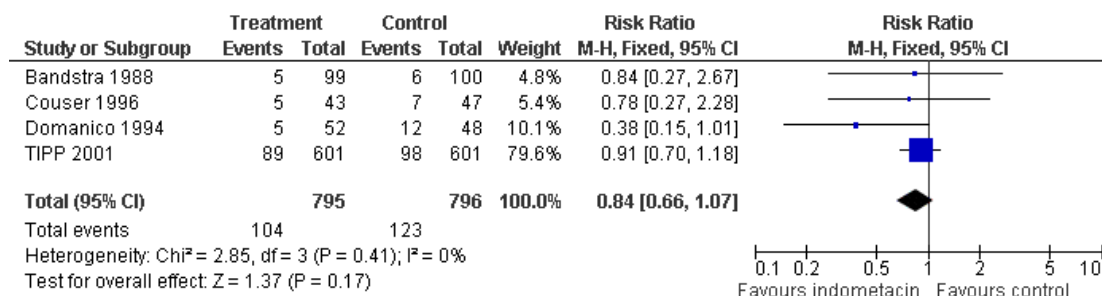 Treatment Control Risk Ratio Risk Ratio
Study or Subgroup Events Total Events Total Weight M-H, Fixed, 95% CI M-H, Fixed, 95% CI
Bandstra 1988 5 99 6 100 4.8% 0.84 [0.27, 2.67]
Couser 1996 5 43 7 47 5.4% 0.78 [0.27, 2.28]
Domanico 1994 5 52 12 48 10.1% 0.38 [0.15, 1.01]
TIPP 2001 89 601 98 601 79.6% 0.91 [0.70, 1.18]
Total (95% CI) 795 796 100.0% 0.84 [0.66, 1.07]
Total events 104 123
Heterogeneity: Chi² = 2.85, df = 3 (P = 0.41); I² = 0%
Test for overall effect: Z = 1.37 (P = 0.17)
0.1 0.2 0.5 1 2 5 10
Favours indometacin Favours control